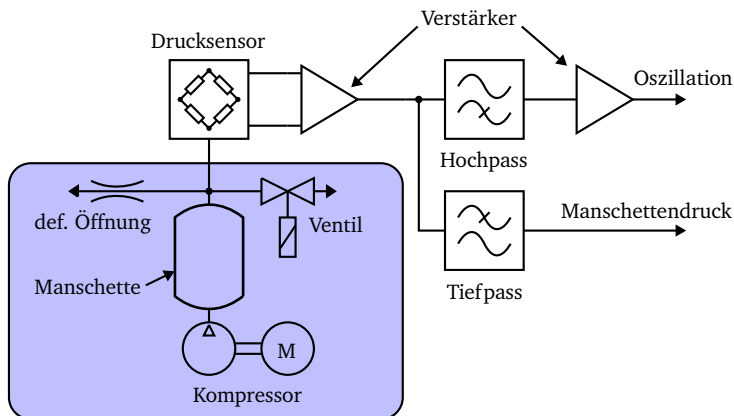 Verstärker
Drucksensor
Oszillation
Hochpass
def. Öffnung
Ventil
Manschettendruck
Manschette
Tiefpass
M
Kompressor